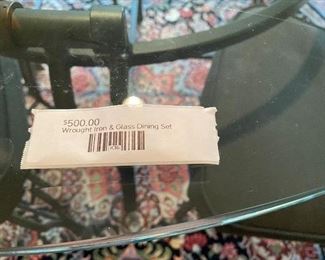 $500.00
Wrought Iron & Glass Dining Set